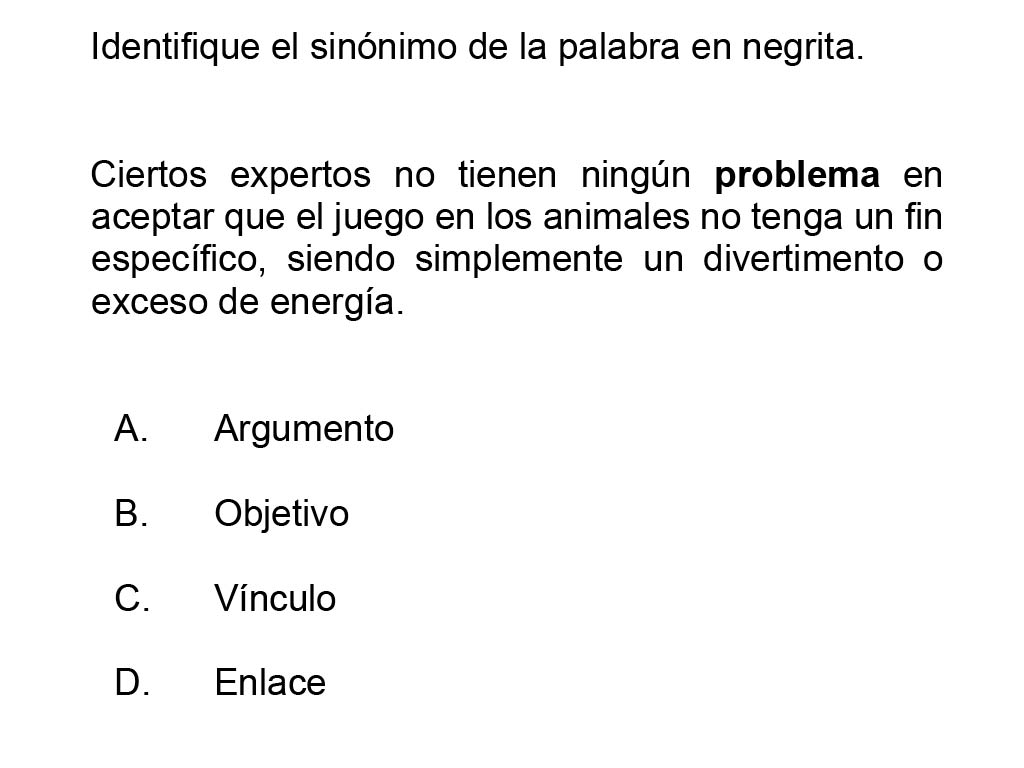 Identifique el sinónimo de la palabra en negrita.
Ciertos expertos no tienen ningún problema en
aceptar que el juego en los animales no tenga un fin
específico, siendo simplemente un divertimento o
exceso de energía.
A. Argumento
B. Objetivo
C. Vínculo
D. Enlace